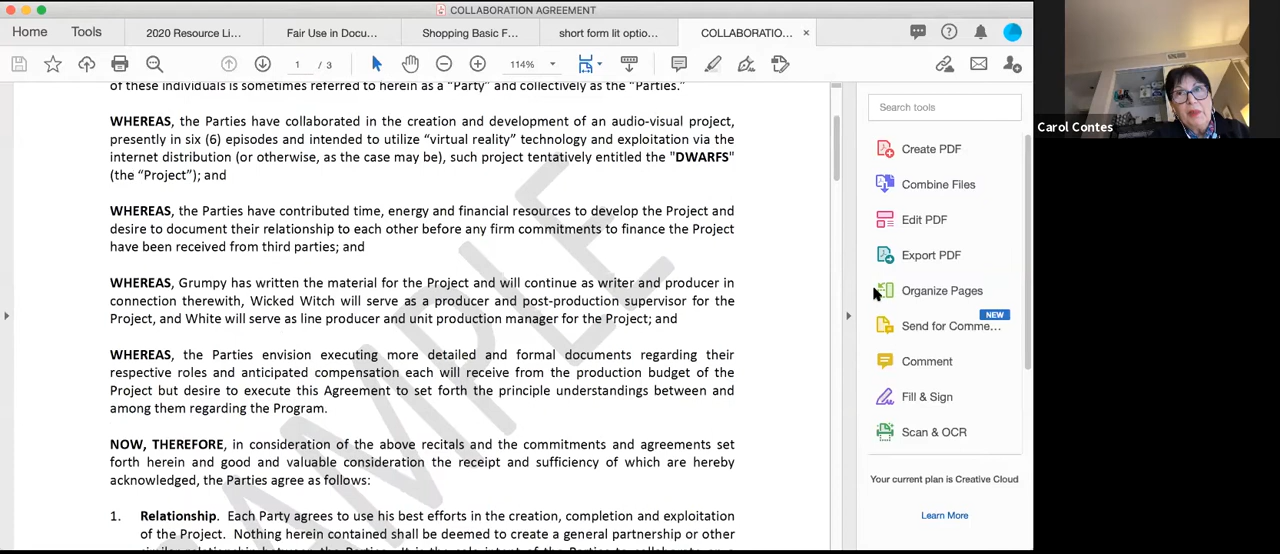 COLLABORATION AGREEMENT
Home Tools 2020 Resource Li... Fair Use in Docu... Shopping Basic F... short form lit optio... COLLABORATIO... ×
1 / 3 114%
of these individuals is sometimes referred to herein as a “Party” and collectively as the “Parties.”
WHEREAS, the Parties have collaborated in the creation and development of an audio-visual project,
presently in six (6) episodes and intended to utilize “virtual reality” technology and exploitation via the
internet distribution (or otherwise, as the case may be), such project tentatively entitled the "DWARFS"
(the “Project”); and
WHEREAS, the Parties have contributed time, energy and financial resources to develop the Project and
desire to document their relationship to each other before any firm commitments to finance the Project
have been received from third parties; and
WHEREAS, Grumpy has written the material for the Project and will continue as writer and producer in
connection therewith, Wicked Witch will serve as a producer and post-production supervisor for the
Project, and White will serve as line producer and unit production manager for the Project; and
WHEREAS, the Parties envision executing more detailed and formal documents regarding their
respective roles and anticipated compensation each will receive from the production budget of the
Project but desire to execute this Agreement to set forth the principle understandings between and
among them regarding the Program.
NOW, THEREFORE, in consideration of the above recitals and the commitments and agreements set
forth herein and good and valuable consideration the receipt and sufficiency of which are hereby
acknowledged, the Parties agree as follows:
1. Relationship. Each Party agrees to use his best efforts in the creation, completion and exploitation
of the Project. Nothing herein contained shall be deemed to create a general partnership or other
AMPLE
Search tools
Create PDF
Combine Files
Edit PDF
Export PDF
Organize Pages
NEW
Send for Comme...
Comment
Fill & Sign
Scan & OCR
Your current plan is Creative Cloud
Learn More
Carol Contes